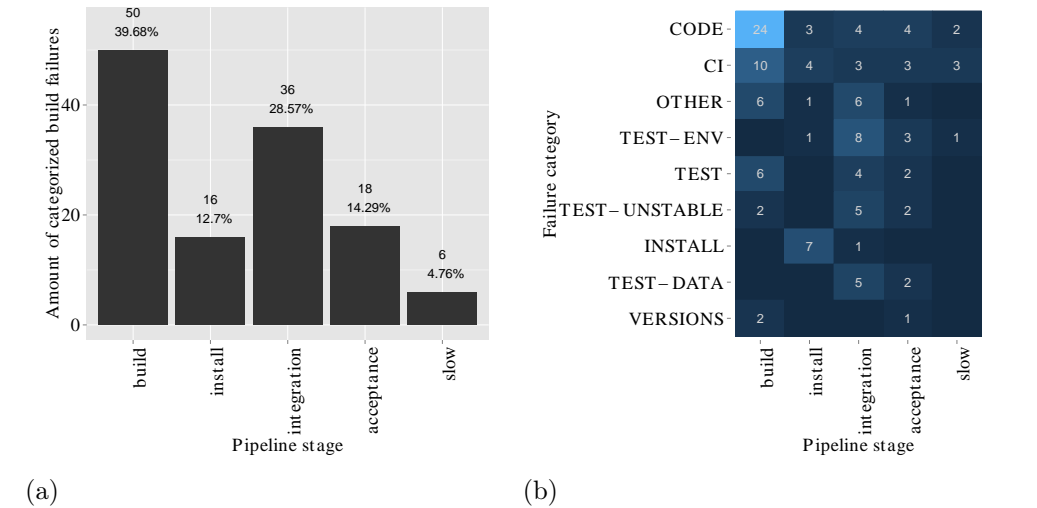 50
39.68%
36
28.57%
16
12.7%
18
14.29%
6
4.76%
40
20
0
Amount of categorized build failures
build
install
integration
acceptance
slow
Pipeline stage
(a)
Failure category
CODE 24 3 4 4 2
CI 10 4 3 3 3
OTHER 6 1 6 1
TEST-ENV 1 8 3 1
TEST 6 4 2
TEST-UNSTABLE 2 5 2
INSTALL 7 1
TEST-DATA 5 2
VERSIONS 2 1
build
install
integration
acceptance
slow
Pipeline stage
(b)